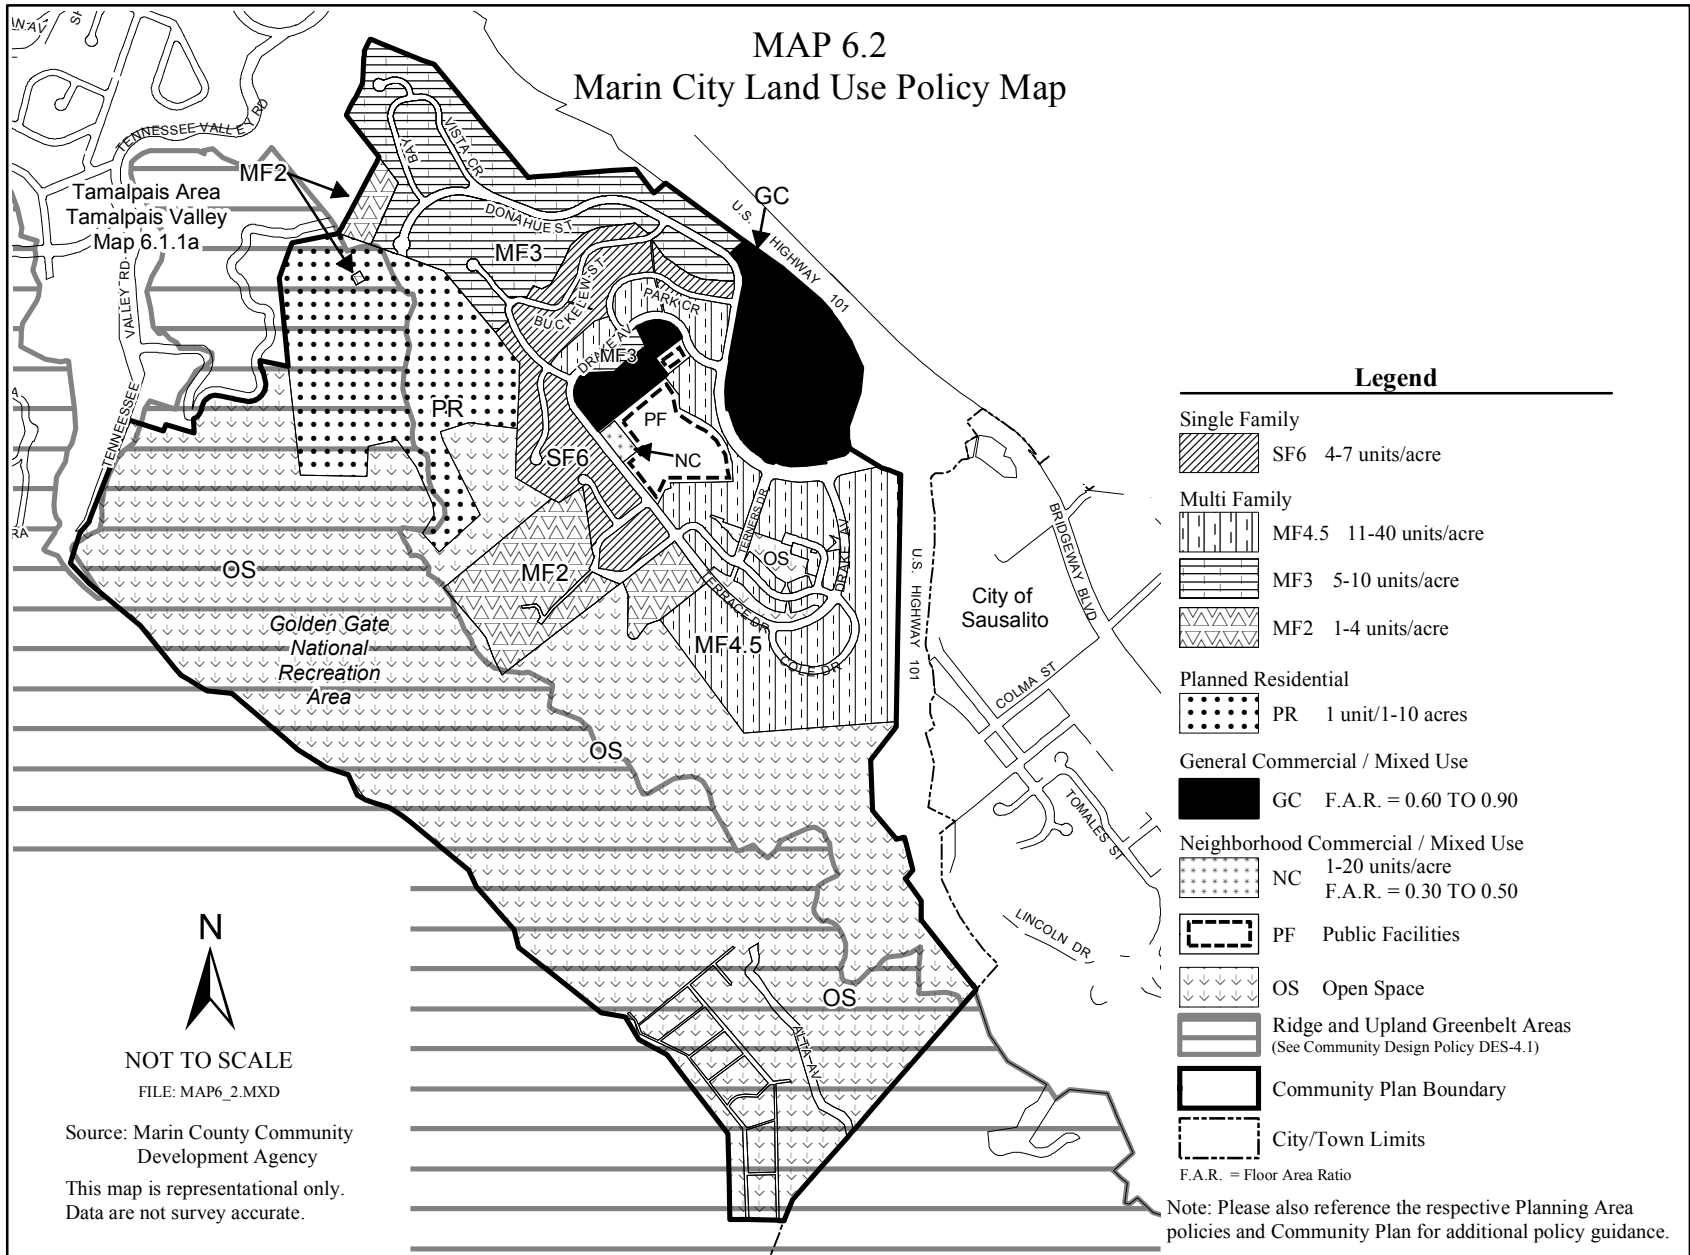 MAP 6.2
Marin City Land Use Policy Map
TENNESSEE VALLEY RD
MF2
Tamalpais Area
Tamalpais Valley
Map 6.1.1a
VALLEY RD
TENNESSEE
BAY
VISTA CR
DONAHUE ST
MF3
BUCKELEW ST
PARK CR
DRAKE AV
MF3
GC
U.S. HIGHWAY 101
PR
PF
NC
SF6
MF2
OS
TERNERS DR
DRAKE AV
OS
TERRACE DR
COLE DR
MF4.5
U.S. HIGHWAY 101
City of
Sausalito
BRIDGEWAY BLVD
COLMA ST
TOMALES ST
LINCOLN DR
Golden Gate
National
Recreation
Area
OS
OS
ALTA AV
N
NOT TO SCALE
FILE: MAP6_2.MXD
Source: Marin County Community
Development Agency
This map is representational only.
Data are not survey accurate.
Legend
Single Family
SF6 4-7 units/acre
Multi Family
MF4.5 11-40 units/acre
MF3 5-10 units/acre
MF2 1-4 units/acre
Planned Residential
PR 1 unit/1-10 acres
General Commercial / Mixed Use
GC F.A.R. = 0.60 TO 0.90
Neighborhood Commercial / Mixed Use
1-20 units/acre
NC
F.A.R. = 0.30 TO 0.50
PF Public Facilities
OS Open Space
Ridge and Upland Greenbelt Areas
(See Community Design Policy DES-4.1)
Community Plan Boundary
City/Town Limits
F.A.R. = Floor Area Ratio
Note: Please also reference the respective Planning Area
policies and Community Plan for additional policy guidance.